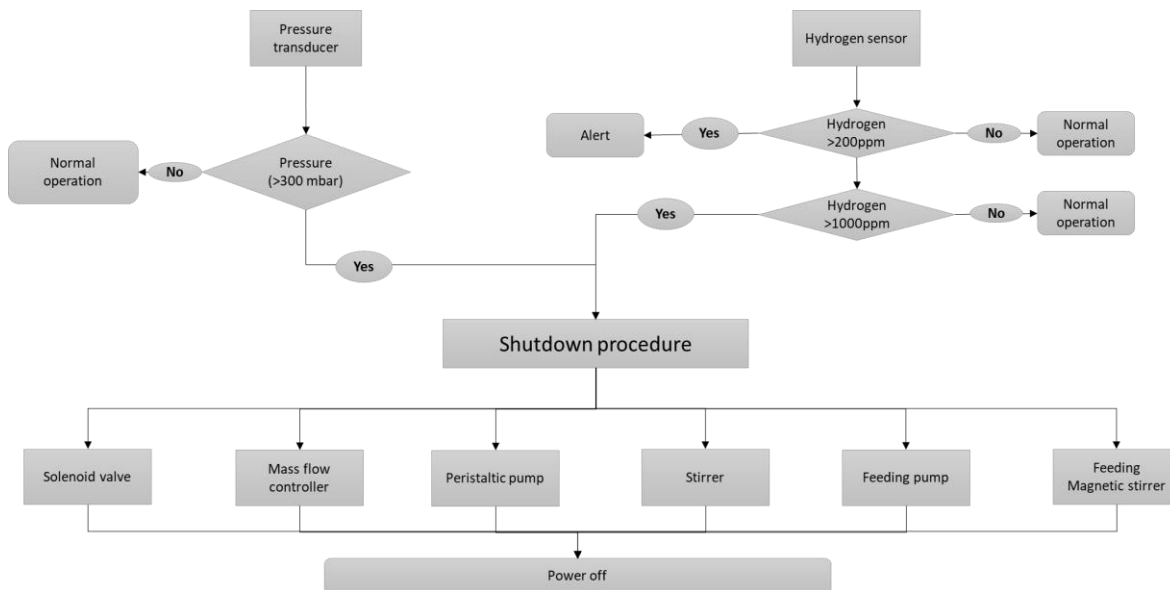 Pressure
transducer
Hydrogen sensor
Alert
Yes
Hydrogen
>200ppm
No
Normal
operation
Normal
operation
No
Pressure
(>300 mbar)
Yes
Hydrogen
>1000ppm
No
Normal
operation
Yes
Shutdown procedure
Solenoid valve
Mass flow
controller
Peristaltic pump
Stirrer
Feeding pump
Feeding
Magnetic stirrer
Power off